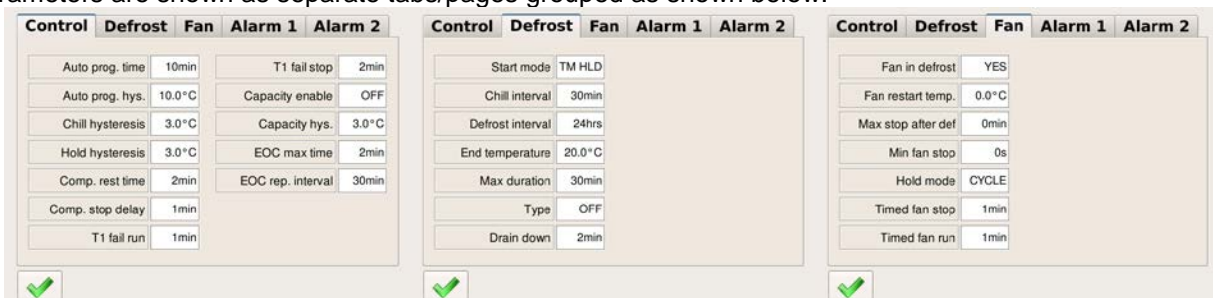 rameters are shown as separate tabs/pages grouped as shown below:
Control Defrost Fan Alarm 1 Alarm 2
Auto prog. time 10min T1 fail stop 2min
Auto prog. hys. 10.0°C Capacity enable OFF
Chill hysteresis 3.0°C Capacity hys. 3.0°C
Hold hysteresis 3.0°C EOC max time 2min
Comp. rest time 2min EOC rep. interval 30min
Comp. stop delay 1min
T1 fail run 1min
Control Defrost Fan Alarm 1 Alarm 2
Start mode TM HLD
Chill interval 30min
Defrost interval 24hrs
End temperature 20.0°C
Max duration 30min
Type OFF
Drain down 2min
Control Defrost Fan Alarm 1 Alarm 2
Fan in defrost YES
Fan restart temp. 0.0°C
Max stop after def 0min
Min fan stop 0s
Hold mode CYCLE
Timed fan stop 1min
Timed fan run 1min